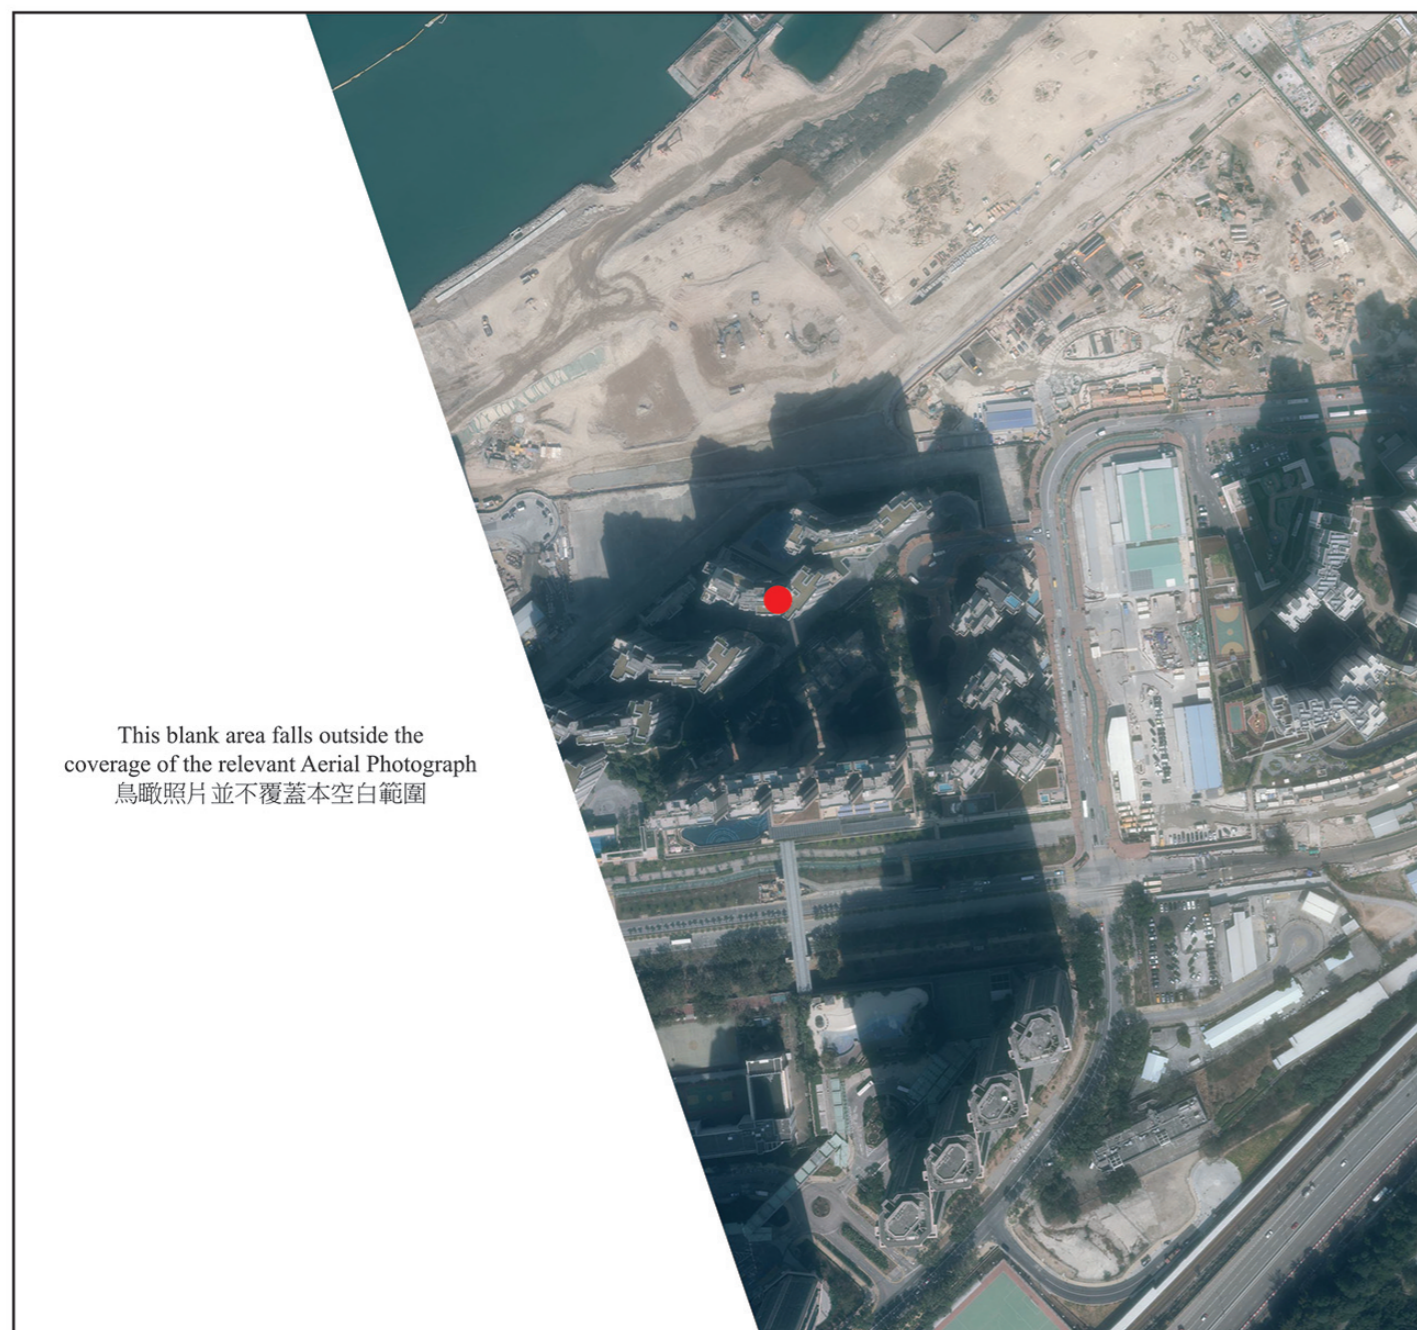 This blank area falls outside the
coverage of the relevant Aerial Photograph
鳥瞰照片並不覆蓋本空白範圍